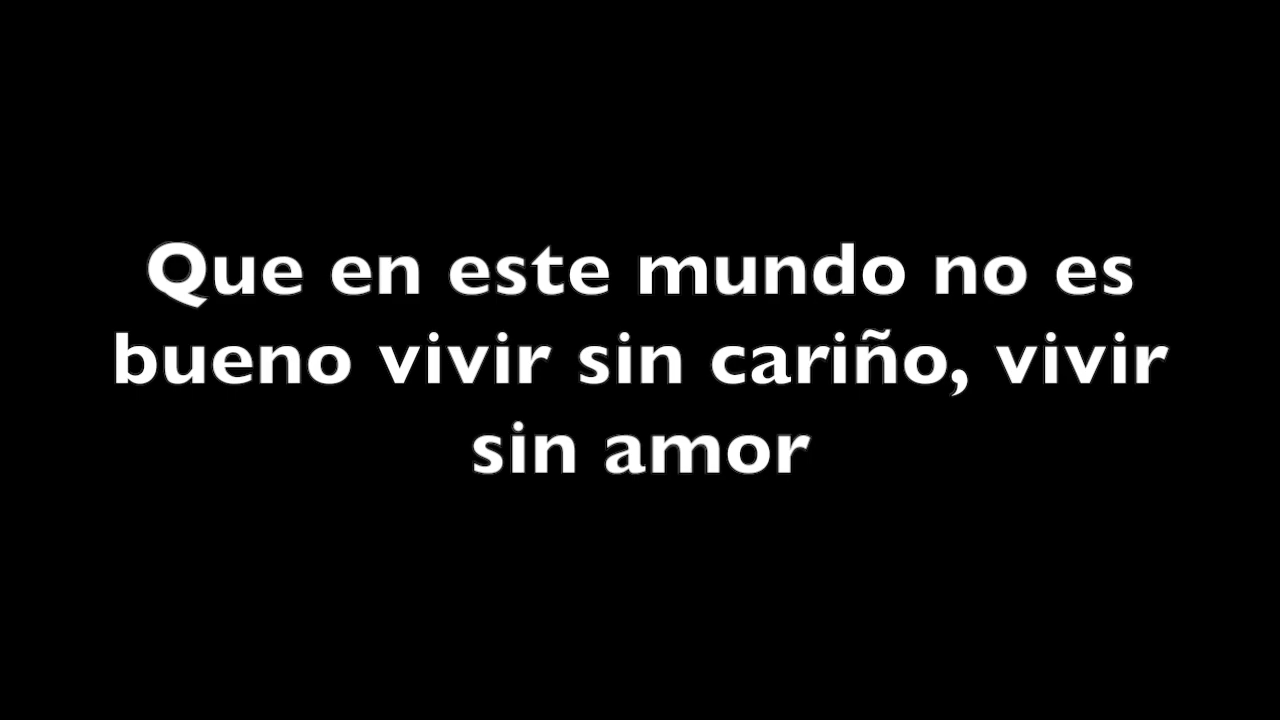 Que en este mundo no es
bueno vivir sin cariño, vivir
sin amor